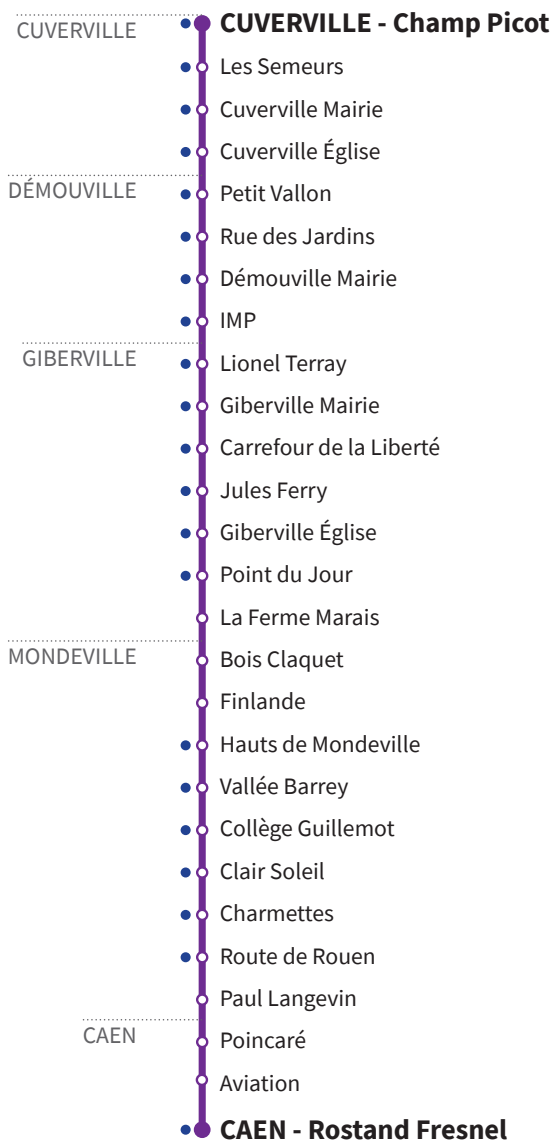 CUVERVILLE
CUVERVILLE - Champ Picot
Les Semeurs
Cuverville Mairie
Cuverville Église
DÉMOUVILLE
Petit Vallon
Rue des Jardins
Démouville Mairie
IMP
GIBERVILLE
Lionel Terray
Giberville Mairie
Carrefour de la Liberté
Jules Ferry
Giberville Église
Point du Jour
La Ferme Marais
MONDEVILLE
Bois Claquet
Finlande
Hauts de Mondeville
Vallée Barrey
Collège Guillemot
Clair Soleil
Charmettes
Route de Rouen
Paul Langevin
CAEN
Poincaré
Aviation
CAEN - Rostand Fresnel